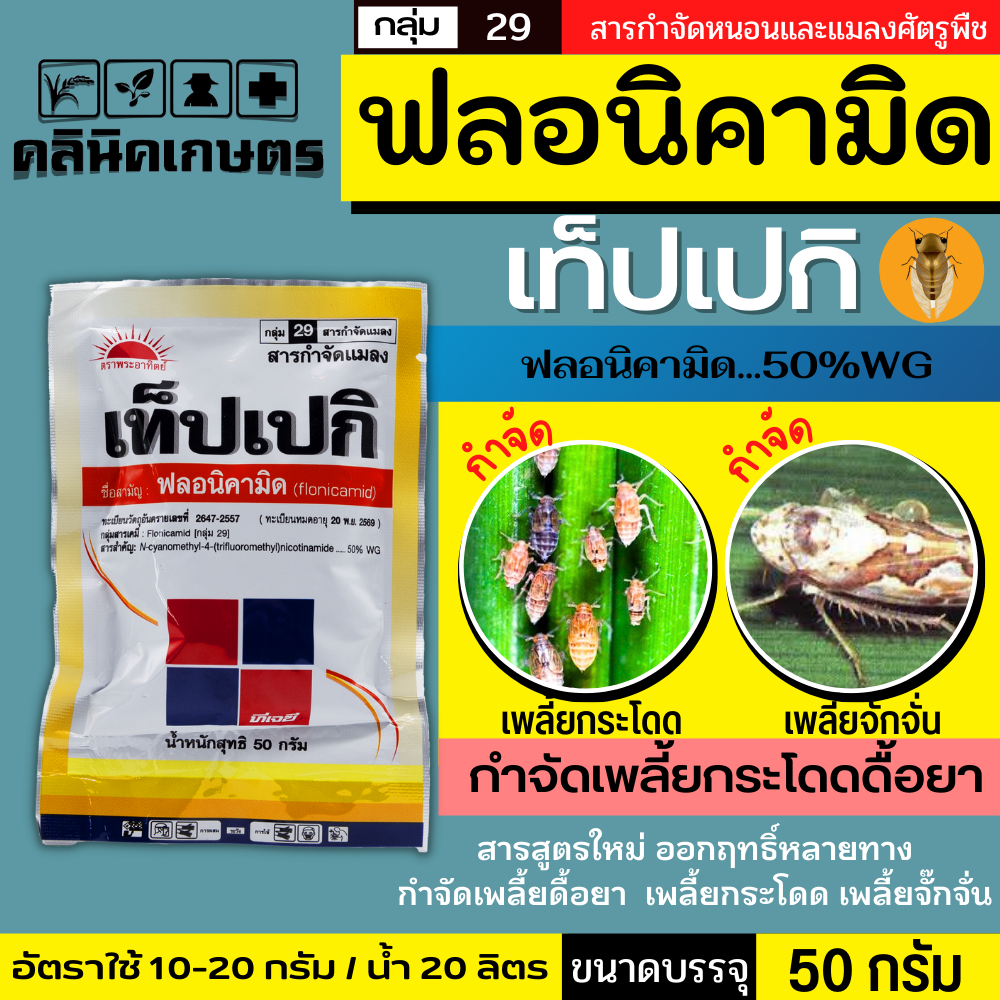 กลุ่ม 29 สารกำจัดหนอนและแมลงศัตรูพืช
คลินิคเกษตร
ฟลอนิคามิด
เท็ปเปกิ
ฟลอนิคามิด...50%WG
กลุ่ม 29 สารกำจัดแมลง
สารกำจัดแมลง
ตราพระอาทิตย์
เท็ปเปกิ
ชื่อสามัญ : ฟลอนิคามิด (flonicamid)
ทะเบียนวัตถุอันตรายเลขที่ 2647-2557 (ทะเบียนหมดอายุ 20 พ.ย. 2569)
กลุ่มสารเคมี : Flonicamid [กลุ่ม 29]
สารสำคัญ: N-cyanomethyl-4-(trifluoromethyl)nicotinamide ..... 50% WG
ทีเจซี
น้ำหนักสุทธิ 50 กรัม
กำจัด
กำจัด
เพลี้ยกระโดด
เพลี้ยจักจั่น
กำจัดเพลี้ยกระโดดดื้อยา
สารสูตรใหม่ ออกฤทธิ์หลายทาง
กำจัดเพลี้ยดื้อยา เพลี้ยกระโดด เพลี้ยจั๊กจั่น
อัตราใช้ 10-20 กรัม / น้ำ 20 ลิตร
ขนาดบรรจุ 50 กรัม